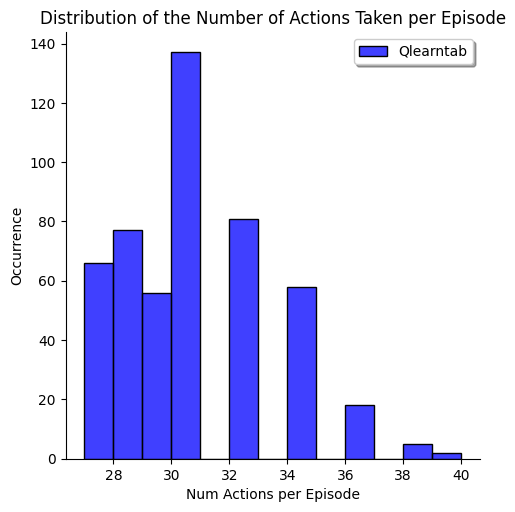 Distribution of the Number of Actions Taken per Episode
Qlearntab
140
120
100
80
60
40
20
0
Occurrence
28 30 32 34 36 38 40
Num Actions per Episode